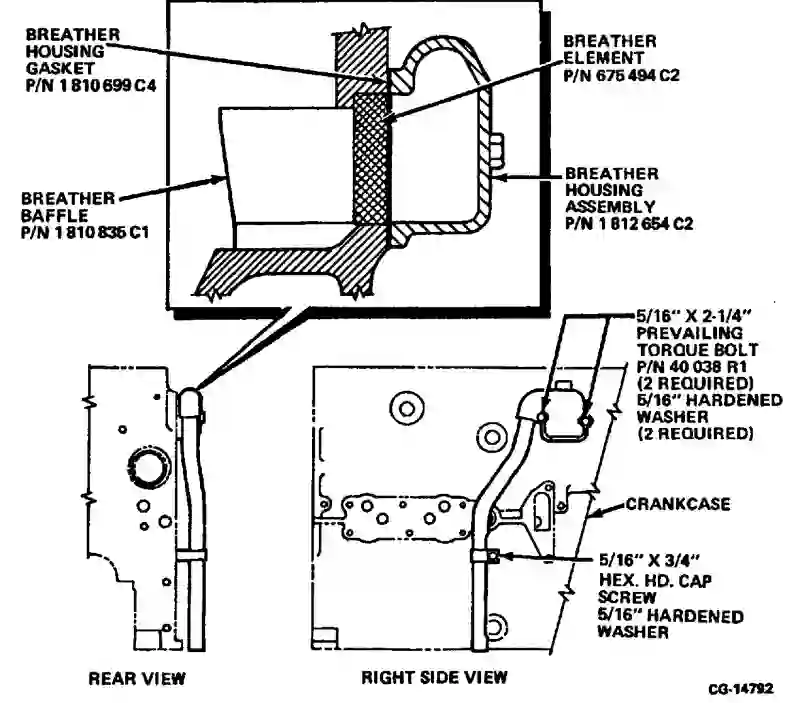 BREATHER
HOUSING
GASKET
P/N 1 810 699 C4
BREATHER
ELEMENT
P/N 675 494 C2
BREATHER
BAFFLE
P/N 1 810 835 C1
BREATHER
HOUSING
ASSEMBLY
P/N 1 812 654 C2
5/16" X 2-1/4"
PREVAILING
TORQUE BOLT
P/N 40 038 R1
(2 REQUIRED)
5/16" HARDENED
WASHER
(2 REQUIRED)
CRANKCASE
5/16" X 3/4"
HEX. HD. CAP
SCREW
5/16" HARDENED
WASHER
REAR VIEW
RIGHT SIDE VIEW
CG-14792